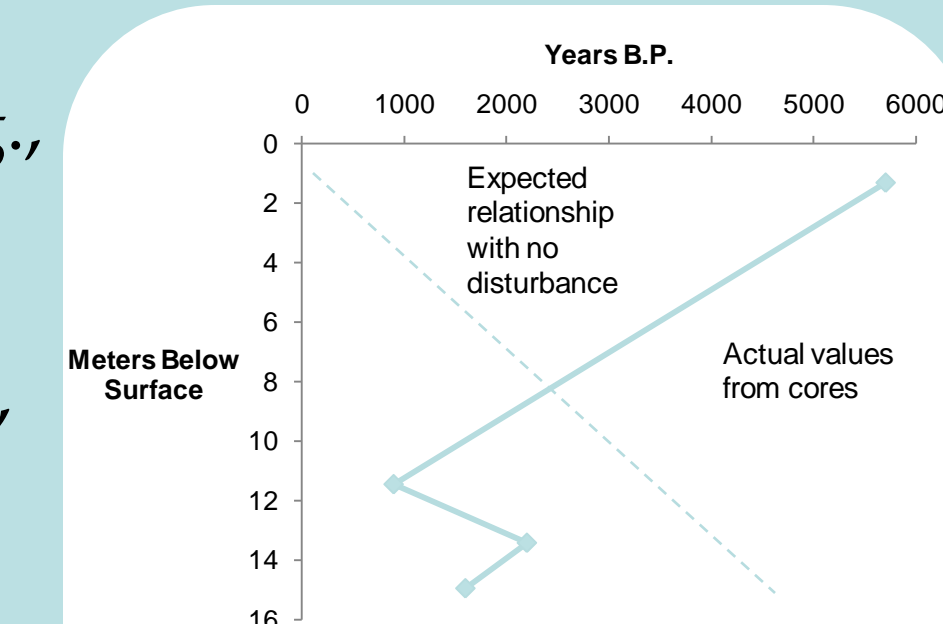 Years B.P.
0 1000 2000 3000 4000 5000 6000
0
2
4
6
8
10
12
14
16
Expected
relationship
with no
disturbance
Meters Below
Surface
Actual values
from cores